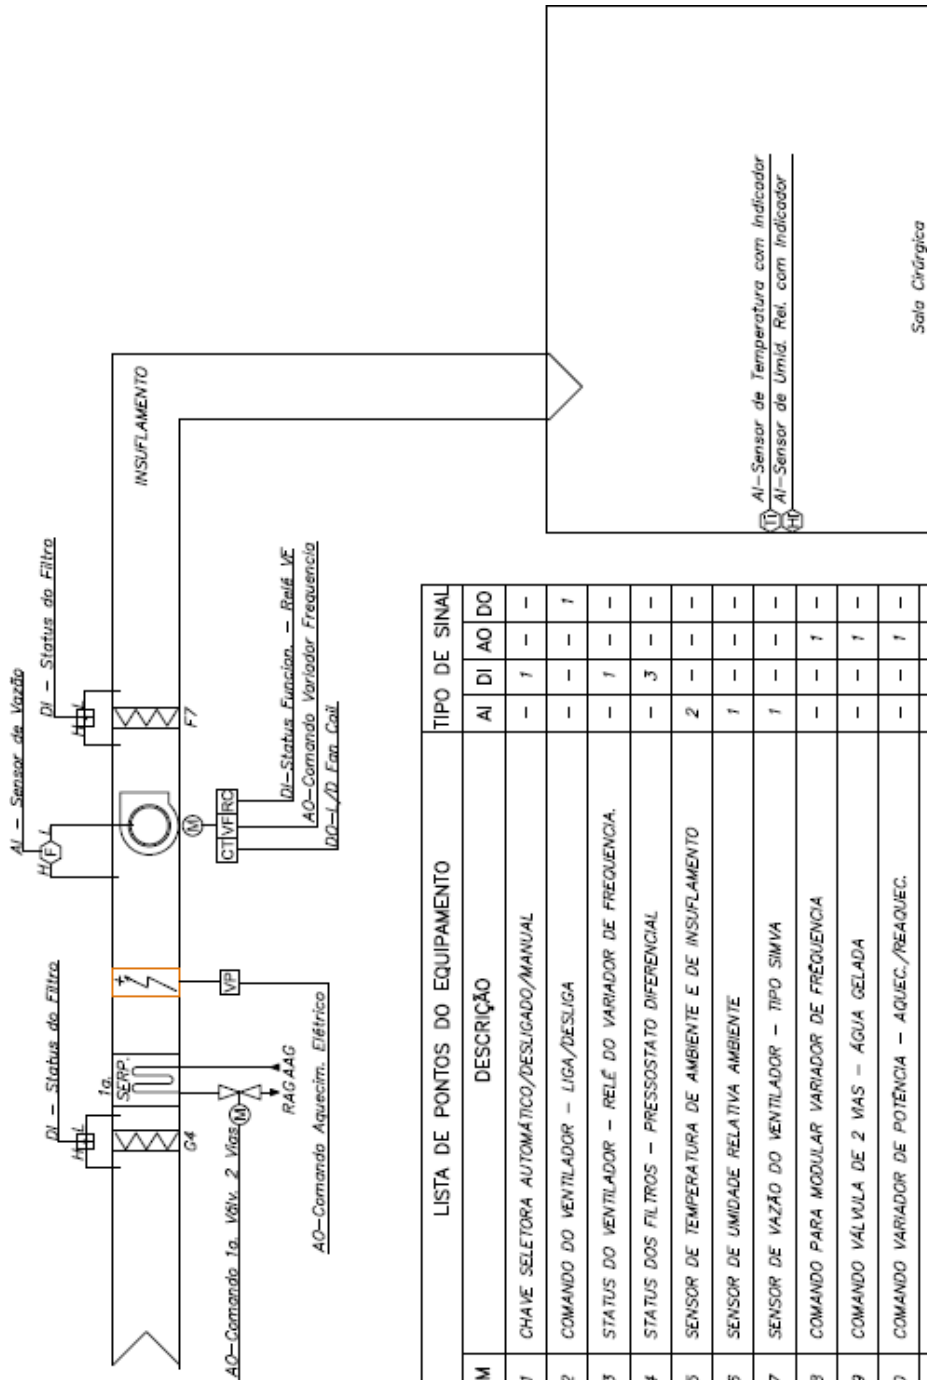 AI - Sensor de Vazão
DI - Status do Filtro
H F L
H L
DI - Status do Filtro
H L
1a.
SERP.
G4
F7
INSUFLAMENTO
M
CT VF RC
DI-Status Funcion. - Relé VF
AO-Comando Variador Frequencia
DO-L/D Fan Coil
VP
AO-Comando Aquecim. Elétrico
M
RAG AAG
AO-Comando 1a. Válv. 2 Vias
TI AI-Sensor de Temperatura com Indicador
HI AI-Sensor de Umid. Rel. com Indicador
Sala Cirúrgica
LISTA DE PONTOS DO EQUIPAMENTO TIPO DE SINAL
M DESCRIÇÃO AI DI AO DO
1 CHAVE SELETORA AUTOMÁTICO/DESLIGADO/MANUAL - 1 - -
2 COMANDO DO VENTILADOR - LIGA/DESLIGA - - - 1
3 STATUS DO VENTILADOR - RELÉ DO VARIADOR DE FREQUENCIA. - 1 - -
4 STATUS DOS FILTROS - PRESSOSTATO DIFERENCIAL - 3 - -
5 SENSOR DE TEMPERATURA DE AMBIENTE E DE INSUFLAMENTO 2 - - -
6 SENSOR DE UMIDADE RELATIVA AMBIENTE 1 - - -
7 SENSOR DE VAZÃO DO VENTILADOR - TIPO SIMVA 1 - - -
8 COMANDO PARA MODULAR VARIADOR DE FRÊQUENCIA - - 1 -
9 COMANDO VÁLVULA DE 2 VIAS - ÁGUA GELADA - - 1 -
0 COMANDO VARIADOR DE POTÊNCIA - AQUEC./REAQUEC. - - 1 -